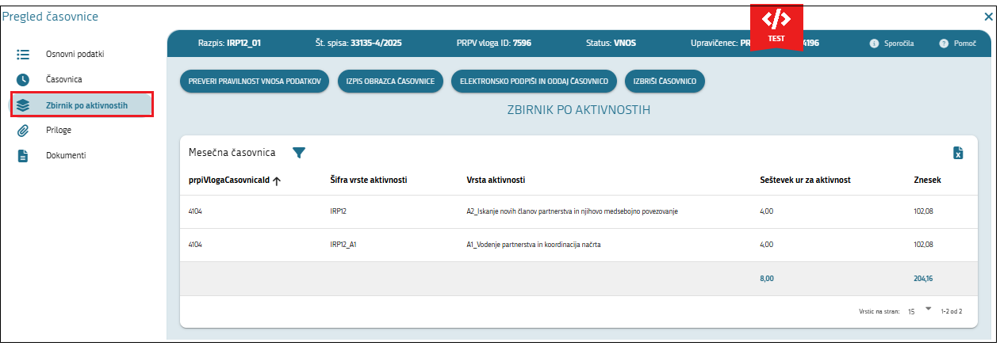 Pregled časovnice
Osnovni podatki
Časovnica
Zbirnik po aktivnostih
Priloge
Dokumenti
Razpis: IRP12_01 Št. spisa: 33135-4/2025 PRPV vloga ID: 7596 Status: VNOS Upravičenec: PR 4196 Sporočila Pomoč
TEST
PREVERI PRAVILNOST VNOSA PODATKOV IZPIS OBRAZCA ČASOVNICE ELEKTRONSKO PODPIŠI IN ODDAJ ČASOVNICO IZBRIŠI ČASOVNICO
ZBIRNIK PO AKTIVNOSTIH
Mesečna časovnica
prpiVlogaCasovnicaId Šifra vrste aktivnosti Vrsta aktivnosti Seštevek ur za aktivnost Znesek
4104 IRP12 A2_Iskanje novih članov partnerstva in njihovo medsebojno povezovanje 4,00 102,08
4104 IRP12_A1 A1_Vodenje partnerstva in koordinacija načrta 4,00 102,08
8,00 204,16
Vrstic na stran: 15 1-2 od 2